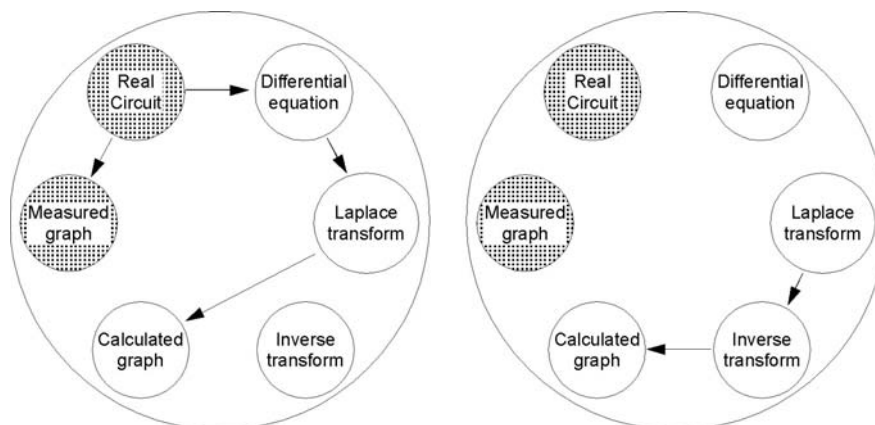 Real
Circuit
Differential
equation
Measured
graph
Laplace
transform
Calculated
graph
Inverse
transform
Real
Circuit
Differential
equation
Measured
graph
Laplace
transform
Calculated
graph
Inverse
transform